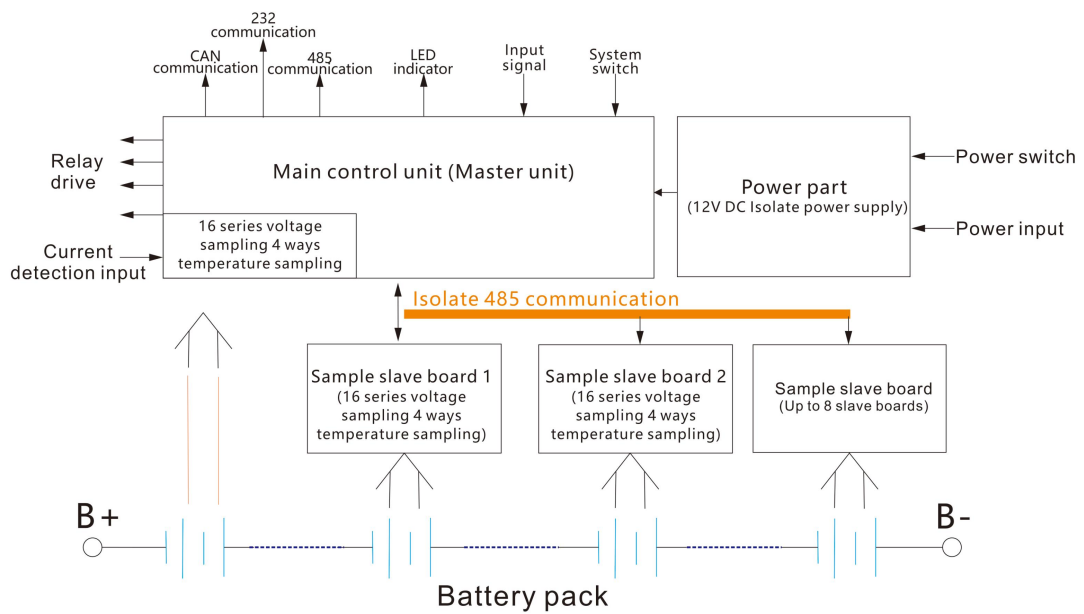 232
communication
CAN
communication
485
communication
LED
indicator
Input
signal
System
switch
Relay
drive
Main control unit (Master unit)
Power part
(12V DC Isolate power supply)
Power switch
Power input
16 series voltage
sampling 4 ways
temperature sampling
Current
detection input
Isolate 485 communication
Sample slave board 1
(16 series voltage
sampling 4 ways
temperature sampling)
Sample slave board 2
(16 series voltage
sampling 4 ways
temperature sampling)
Sample slave board
(Up to 8 slave boards)
B+
B-
Battery pack